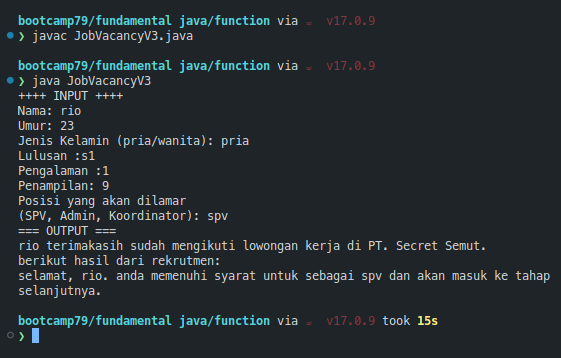 bootcamp79/fundamental java/function via ☕ v17.0.9
❯ javac JobVacancyV3.java
bootcamp79/fundamental java/function via ☕ v17.0.9
❯ java JobVacancyV3
++++ INPUT ++++
Nama: rio
Umur: 23
Jenis Kelamin (pria/wanita): pria
Lulusan :s1
Pengalaman :1
Penampilan: 9
Posisi yang akan dilamar
(SPV, Admin, Koordinator): spv
=== OUTPUT ===
rio terimakasih sudah mengikuti lowongan kerja di PT. Secret Semut.
berikut hasil dari rekrutmen:
selamat, rio. anda memenuhi syarat untuk sebagai spv dan akan masuk ke tahap
selanjutnya.
bootcamp79/fundamental java/function via ☕ v17.0.9 took 15s
❯